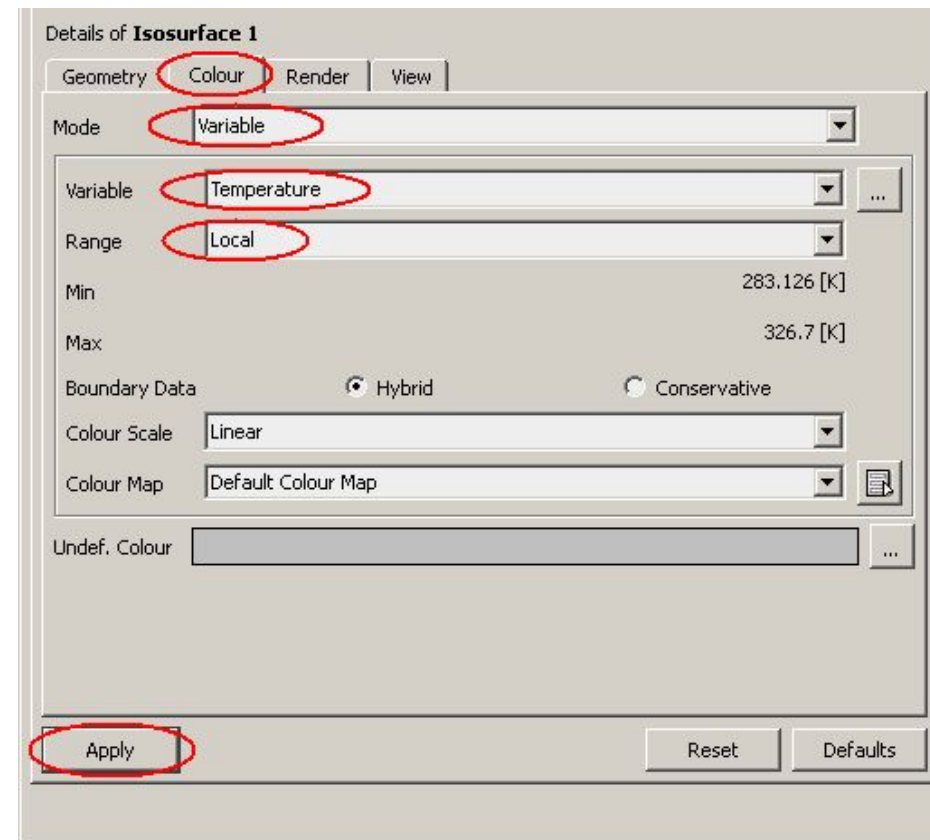 Details of Isosurface 1
Geometry Colour Render View
Mode Variable
Variable Temperature ...
Range Local
Min 283.126 [K]
Max 326.7 [K]
Boundary Data Hybrid Conservative
Colour Scale Linear
Colour Map Default Colour Map
Undef. Colour ...
Apply Reset Defaults